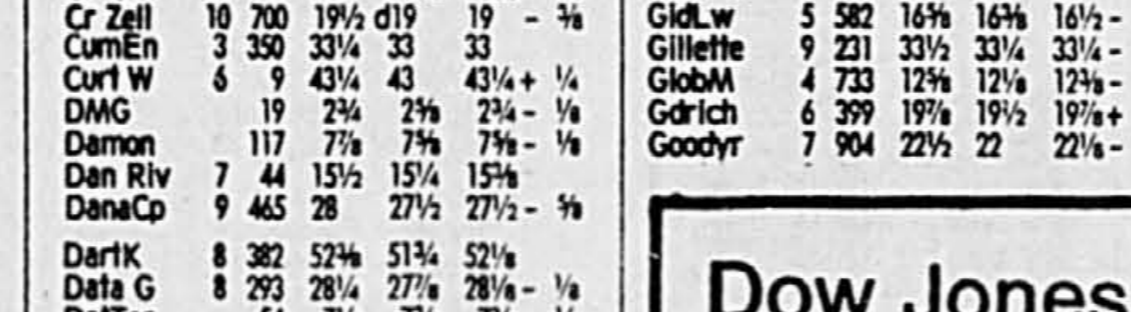 Cr Zell 10 700 19½ d19 19 - ⅜
CumEn 3 350 33¼ 33 33
Curt W 6 9 43¼ 43 43¼ + ¼
DMG 19 2¾ 2⅝ 2¾ - ⅛
Damon 117 7⅞ 7⅝ 7⅝ - ⅛
Dan Riv 7 44 15½ 15¼ 15⅜
DanaCp 9 465 28 27½ 27½ - ⅝
DartK 8 382 52⅜ 51¾ 52⅛
Data G 8 293 28¼ 27⅞ 28⅛ - ⅛
GidLw 5 582 16⅝ 16⅜ 16½ -
Gillette 9 231 33½ 33¼ 33¼ -
GlobM 4 733 12⅝ 12⅛ 12⅜ -
Gdrich 6 399 19⅞ 19½ 19⅞ +
Goodyr 7 904 22½ 22 22⅛ -
Dow Jones